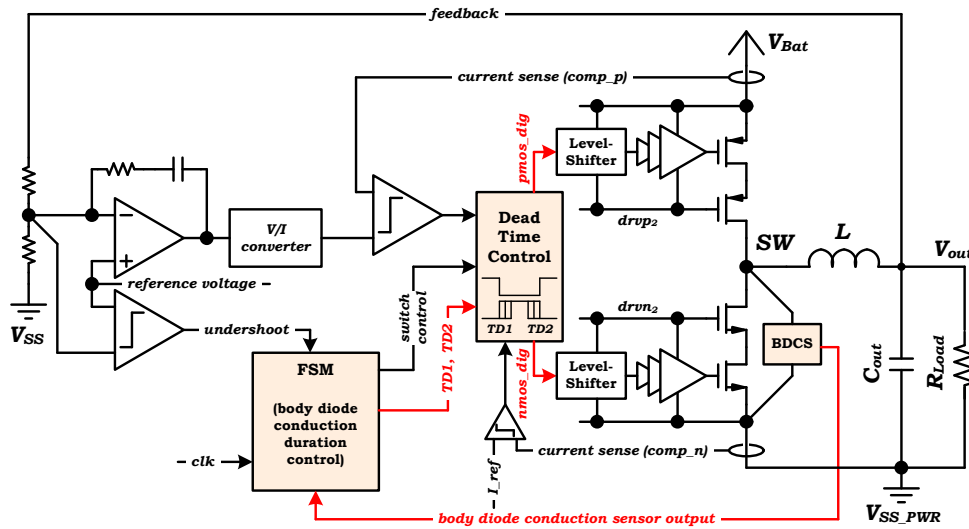 feedback
V_Bat
current sense (comp_p)
pmos_dig
Level-
Shifter
drvp₂
Dead
Time
Control
TD1
TD2
V/I
converter
reference voltage
V_SS
undershoot
switch
control
TD1, TD2
FSM
(body diode
conduction
duration
control)
clk
I_ref
nmos_dig
drvn₂
Level-
Shifter
current sense (comp_n)
SW
L
V_out
BDCS
C_out
R_Load
V_SS_PWR
body diode conduction sensor output